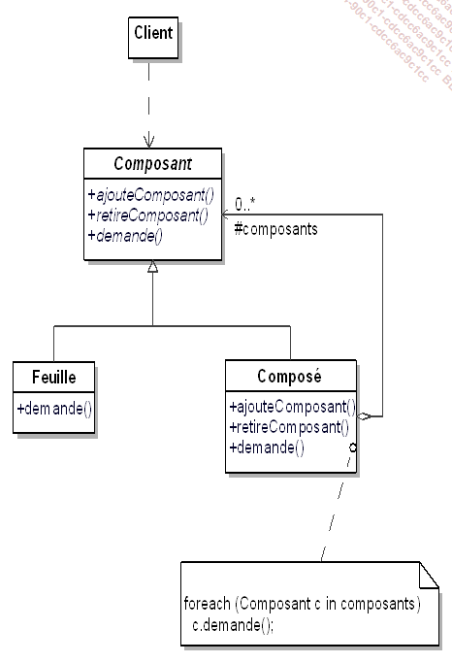 Client
Composant
+ajouteComposant()
+retireComposant()
+demande()
0..*
#composants
Feuille
+demande()
Composé
+ajouteComposant()
+retireComposant()
+demande()
foreach (Composant c in composants)
c.demande();